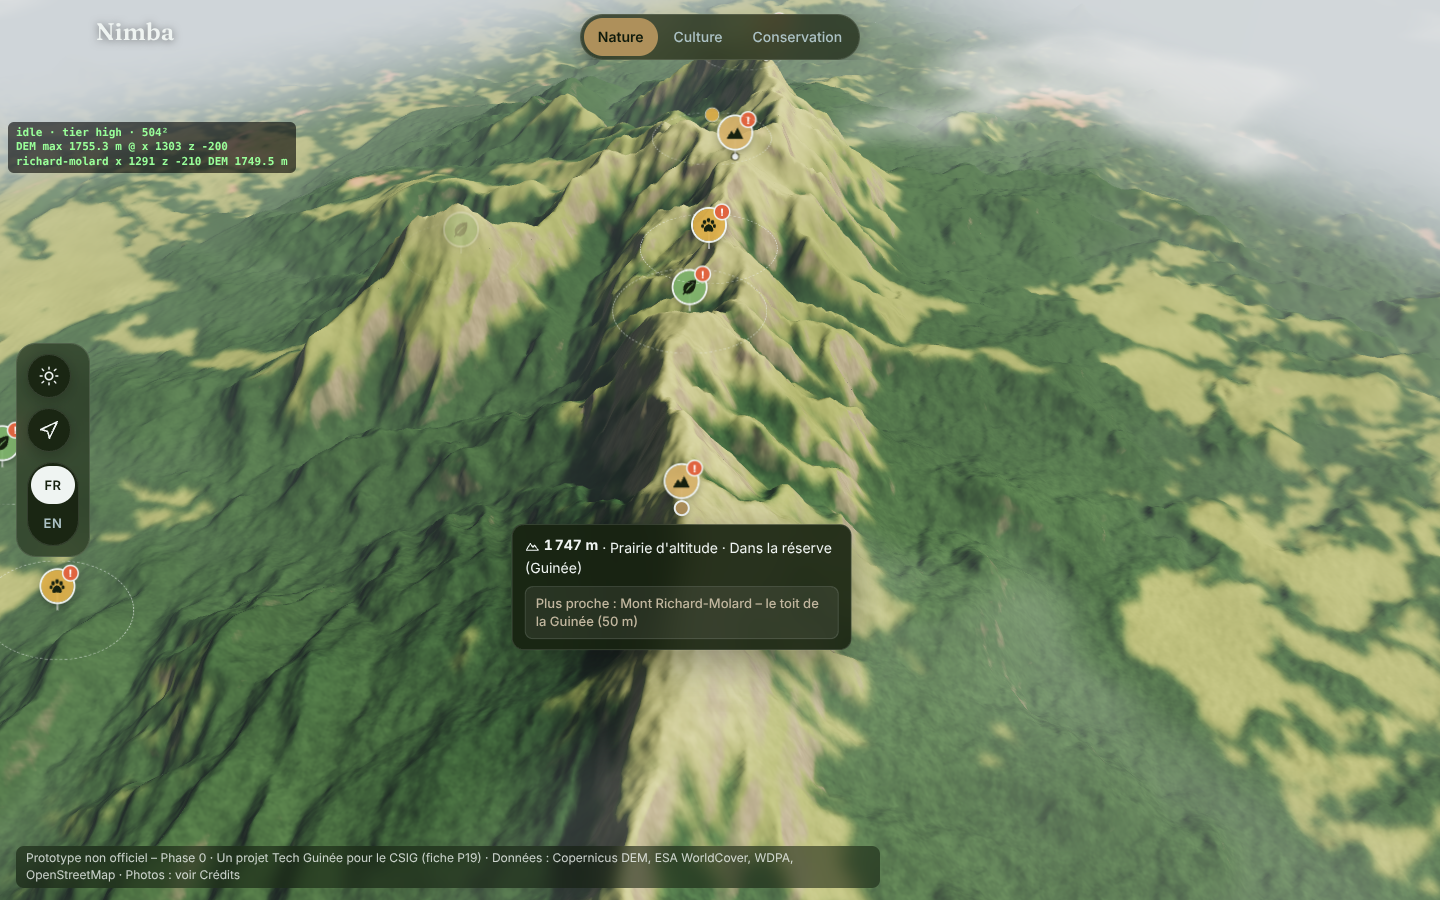 Nimba
Nature
Culture
Conservation
idle · tier high · 504²
DEM max 1755.3 m @ x 1303 z -200
richard-molard x 1291 z -210 DEM 1749.5 m
FR
EN
1 747 m · Prairie d'altitude · Dans la réserve
(Guinée)
Plus proche : Mont Richard-Molard – le toit de
la Guinée (50 m)
Prototype non officiel – Phase 0 · Un projet Tech Guinée pour le CSIG (fiche P19) · Données : Copernicus DEM, ESA WorldCover, WDPA,
OpenStreetMap · Photos : voir Crédits